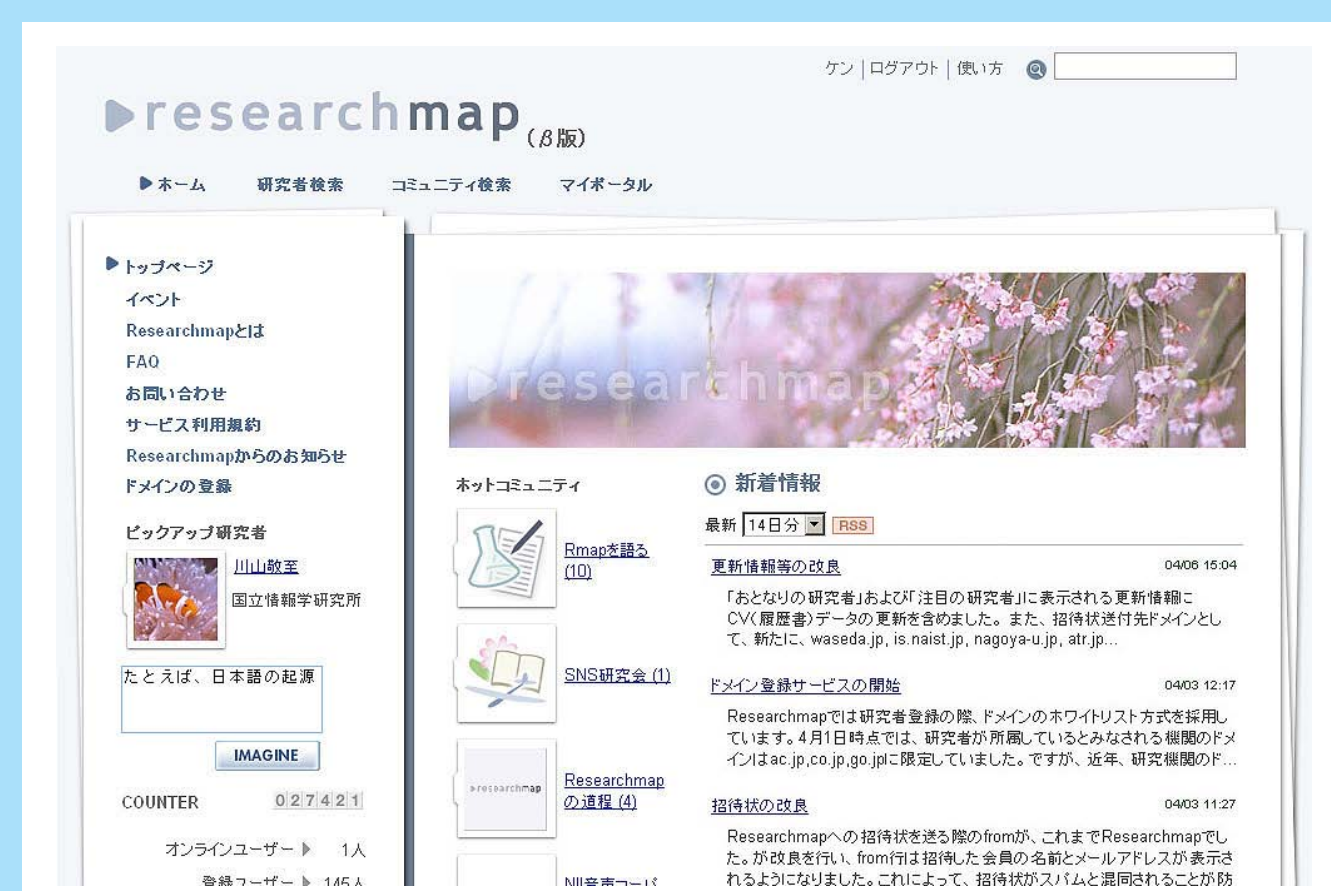 ケン | ログアウト | 使い方
researchmap
(β版)
ホーム 研究者検索 コミュニティ検索 マイポータル
トップページ
イベント
Researchmapとは
FAQ
お問い合わせ
サービス利用規約
Researchmapからのお知らせ
ドメインの登録
ピックアップ研究者
川山敬至
国立情報学研究所
たとえば、日本語の起源
IMAGINE
COUNTER 027421
オンラインユーザー 1人
登録ユーザー 145人
researchmap
ホットコミュニティ
Rmapを語る
(10)
SNS研究会 (1)
researchmap
Researchmap
の道程 (4)
NII音声コーパ
新着情報
最新 14日分 RSS
更新情報等の改良 04/06 15:04
「おとなりの研究者」および「注目の研究者」に表示される更新情報に
CV(履歴書)データの更新を含めました。また、招待状送付先ドメインとし
て、新たに、waseda.jp, is.naist.jp, nagoya-u.jp, atr.jp...
ドメイン登録サービスの開始 04/03 12:17
Researchmapでは研究者登録の際、ドメインのホワイトリスト方式を採用し
ています。4月1日時点では、研究者が所属しているとみなされる機関のドメ
インはac.jp,co.jp,go.jpに限定していました。ですが、近年、研究機関のド...
招待状の改良 04/03 11:27
Researchmapへの招待状を送る際のfromが、これまでResearchmapでし
た。が改良を行い、from行は招待した会員の名前とメールアドレスが表示さ
れるようになりました。これによって、招待状がスパムと混同されることが防